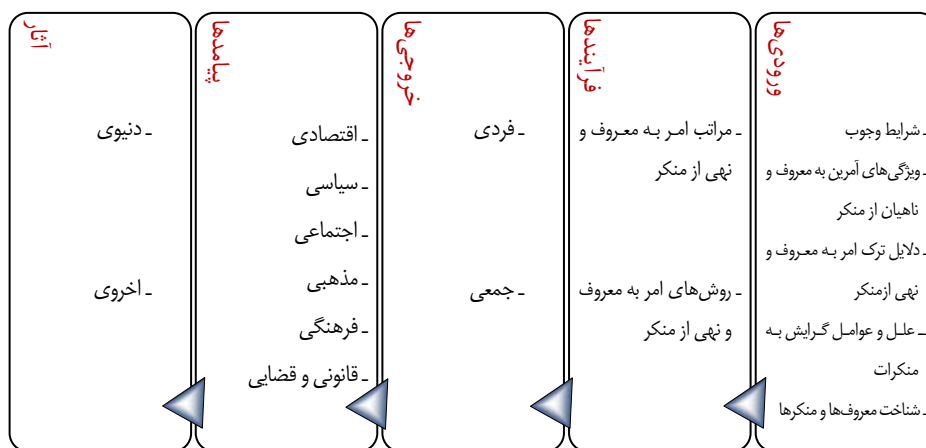 ورودی‌ها
ـ شرایط وجوب
ـ ویژگی‌های آمرین به معروف و
ناهیان از منکر
ـ دلایل ترک امر به معروف و
نهی ازمنکر
ـ علل و عوامل گرایش به
منکرات
ـ شناخت معروف‌ها و منکرها
فرآیندها
ـ مراتب امر به معروف و
نهی از منکر
ـ روش‌های امر به معروف
و نهی از منکر
خروجی‌ها
ـ فردی
ـ جمعی
پیامدها
ـ اقتصادی
ـ سیاسی
ـ اجتماعی
ـ مذهبی
ـ فرهنگی
ـ قانونی و قضایی
آثار
ـ دنیوی
ـ اخروی